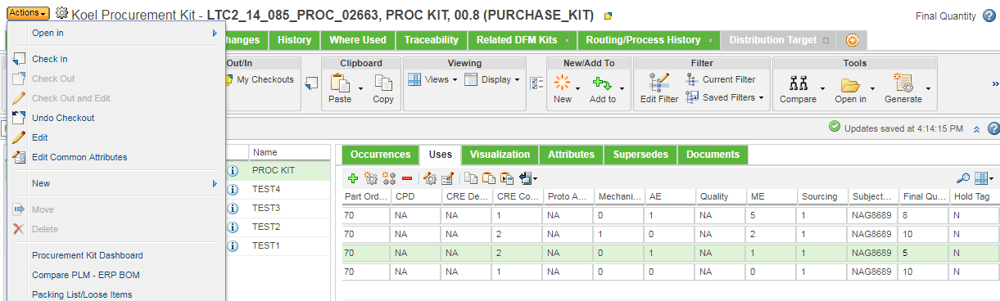 Actions Koel Procurement Kit - LTC2_14_085_PROC_02663, PROC KIT, 00.8 (PURCHASE_KIT) Final Quantity
hanges History Where Used Traceability Related DFM Kits × Routing/Process History × Distribution Target ×
Out/In Clipboard Viewing New/Add To Filter Tools
My Checkouts Paste Copy Views Display New Add to Edit Filter Current Filter Saved Filters Compare Open in Generate »
Updates saved at 4:14:15 PM
Open in
Check In
Check Out
Check Out and Edit
Undo Checkout
Edit
Edit Common Attributes
New
Move
Delete
Procurement Kit Dashboard
Compare PLM - ERP BOM
Packing List/Loose Items
Name
PROC KIT
TEST4
TEST3
TEST2
TEST1
Occurrences Uses Visualization Attributes Supersedes Documents
Part Ord... CPD CRE De... CRE Co... Proto A... Mechani... AE Quality ME Sourcing Subject... Final Qu... Hold Tag
70 NA NA 1 NA 0 1 NA 5 1 NAG8689 8 N
70 NA NA 2 NA 1 0 NA 2 1 NAG8689 10 N
70 NA NA 2 NA 0 1 NA 1 1 NAG8689 5 N
70 NA NA 1 NA 0 0 NA 0 1 NAG8689 10 N